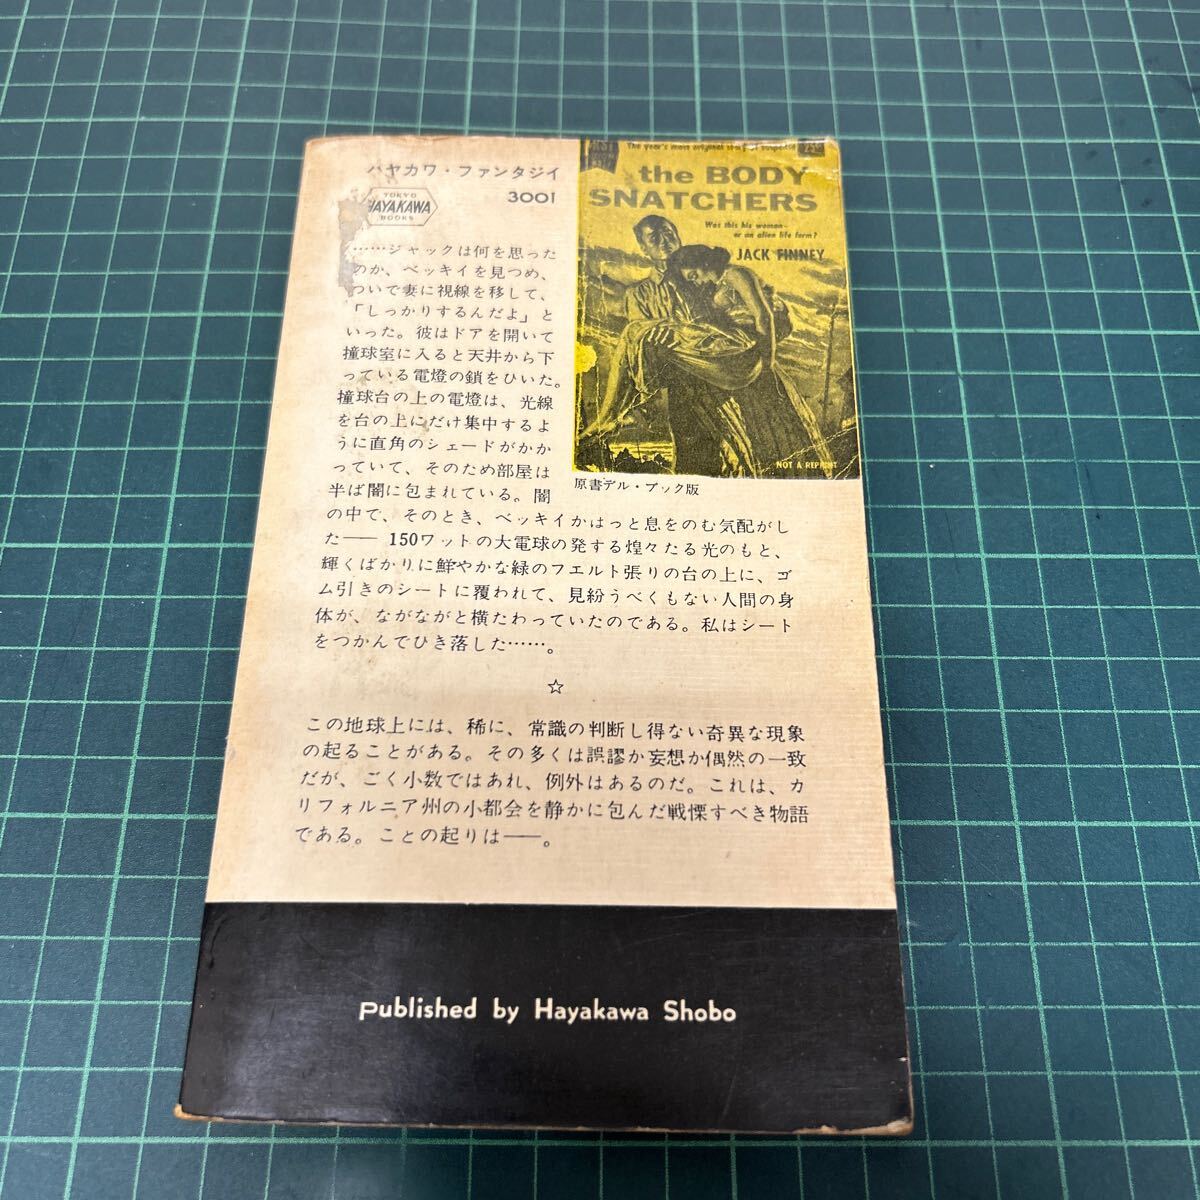 ハヤカワ・ファンタジイ
3001
TOKYO
HAYAKAWA
BOOKS
The year's most original story of suspense
25¢
the BODY
SNATCHERS
Was this his woman—
or an alien life form?
JACK FINNEY
NOT A REPRINT
原書デル・ブック版
……ジャックは何を思った
のか、ベッキイを見つめ、
ついで妻に視線を移して、
「しっかりするんだよ」と
いった。彼はドアを開いて
撞球室に入ると天井から下
っている電燈の鎖をひいた。
撞球台の上の電燈は、光線
を台の上にだけ集中するよ
うに直角のシェードがかか
っていて、そのため部屋は
半ば闇に包まれている。闇
の中で、そのとき、ベッキイがはっと息をのむ気配がし
た—— 150ワットの大電球の発する煌々たる光のもと、
輝くばかりに鮮やかな緑のフエルト張りの台の上に、ゴ
ム引きのシートに覆われて、見紛うべくもない人間の身
体が、ながながと横たわっていたのである。私はシート
をつかんでひき落した……。
☆
この地球上には、稀に、常識の判断し得ない奇異な現象
の起ることがある。その多くは誤謬か妄想か偶然の一致
だが、ごく小数ではあれ、例外はあるのだ。これは、カ
リフォルニア州の小都会を静かに包んだ戦慄すべき物語
である。ことの起りは——。
Published by Hayakawa Shobo